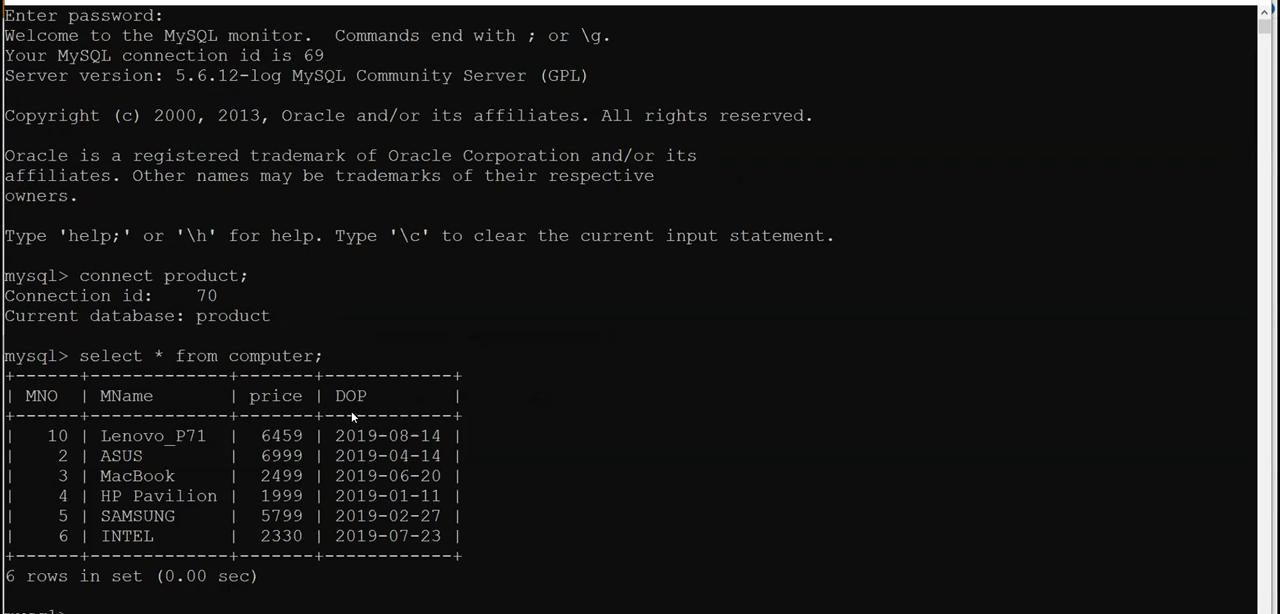 Enter password:
Welcome to the MySQL monitor.  Commands end with ; or \g.
Your MySQL connection id is 69
Server version: 5.6.12-log MySQL Community Server (GPL)
Copyright (c) 2000, 2013, Oracle and/or its affiliates. All rights reserved.
Oracle is a registered trademark of Oracle Corporation and/or its
affiliates. Other names may be trademarks of their respective
owners.
Type 'help;' or '\h' for help. Type '\c' to clear the current input statement.
mysql> connect product;
Connection id:    70
Current database: product
mysql> select * from computer;
+------+-------------+-------+------------+
| MNO  | MName       | price | DOP        |
+------+-------------+-------+------------+
|   10 | Lenovo_P71  |  6459 | 2019-08-14 |
|    2 | ASUS        |  6999 | 2019-04-14 |
|    3 | MacBook     |  2499 | 2019-06-20 |
|    4 | HP Pavilion |  1999 | 2019-01-11 |
|    5 | SAMSUNG     |  5799 | 2019-02-27 |
|    6 | INTEL       |  2330 | 2019-07-23 |
+------+-------------+-------+------------+
6 rows in set (0.00 sec)
mysql>